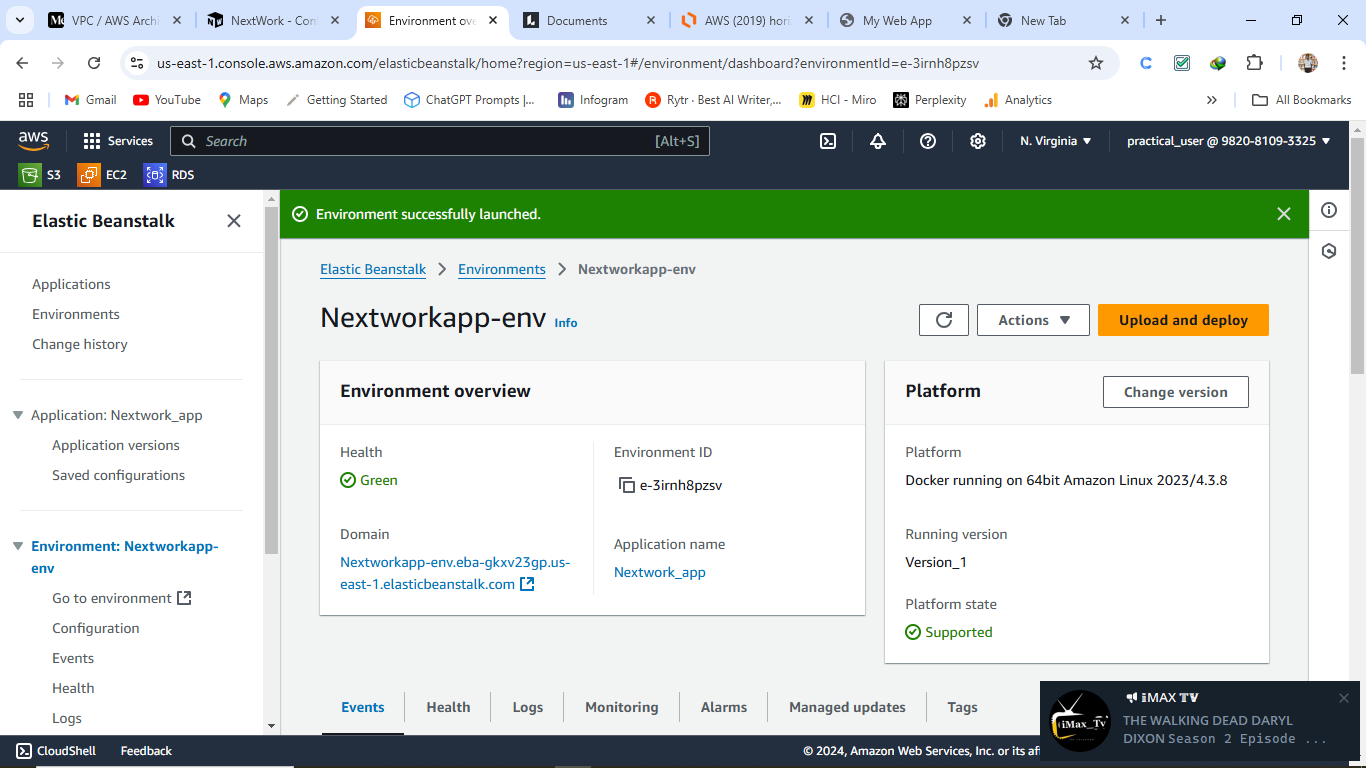 VPC / AWS Archi
NextWork - Con
Environment ove
Documents
AWS (2019) hori
My Web App
New Tab
us-east-1.console.aws.amazon.com/elasticbeanstalk/home?region=us-east-1#/environment/dashboard?environmentId=e-3irnh8pzsv
Gmail
YouTube
Maps
Getting Started
ChatGPT Prompts |...
Infogram
Rytr · Best AI Writer,...
HCI - Miro
Perplexity
Analytics
All Bookmarks
aws
Services
Search
[Alt+S]
N. Virginia
practical_user @ 9820-8109-3325
S3
EC2
RDS
Elastic Beanstalk
Environment successfully launched.
Applications
Environments
Change history
Application: Nextwork_app
Application versions
Saved configurations
Environment: Nextworkapp-
env
Go to environment
Configuration
Events
Health
Logs
Elastic Beanstalk
Environments
Nextworkapp-env
Nextworkapp-env
Info
Actions
Upload and deploy
Environment overview
Health
Green
Domain
Nextworkapp-env.eba-gkxv23gp.us-
east-1.elasticbeanstalk.com
Environment ID
e-3irnh8pzsv
Application name
Nextwork_app
Platform
Change version
Platform
Docker running on 64bit Amazon Linux 2023/4.3.8
Running version
Version_1
Platform state
Supported
Events
Health
Logs
Monitoring
Alarms
Managed updates
Tags
iMax_Tv
iMAX TV
THE WALKING DEAD DARYL
DIXON Season 2 Episode ...
CloudShell
Feedback
© 2024, Amazon Web Services, Inc. or its aff